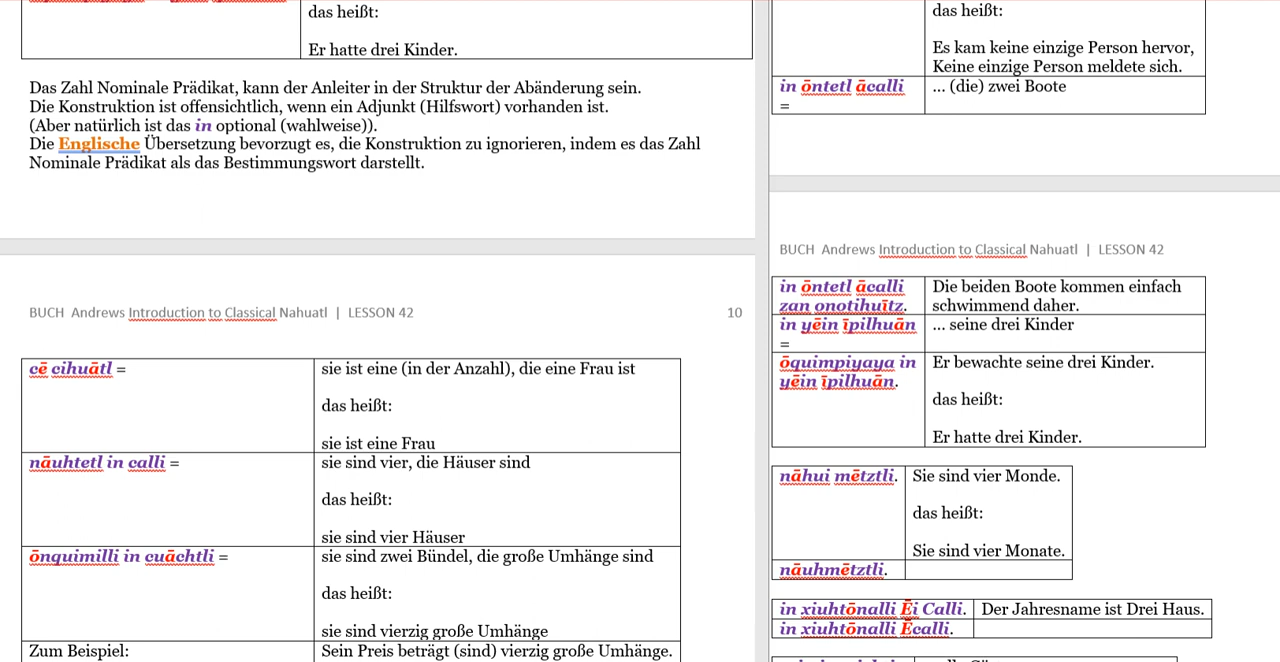 das heißt:
Er hatte drei Kinder.
Das Zahl Nominale Prädikat, kann der Anleiter in der Struktur der Abänderung sein.
Die Konstruktion ist offensichtlich, wenn ein Adjunkt (Hilfswort) vorhanden ist.
(Aber natürlich ist das in optional (wahlweise)).
Die Englische Übersetzung bevorzugt es, die Konstruktion zu ignorieren, indem es das Zahl
Nominale Prädikat als das Bestimmungswort darstellt.
BUCH Andrews Introduction to Classical Nahuatl | LESSON 42 10
cē cihuātl = sie ist eine (in der Anzahl), die eine Frau ist
das heißt:
sie ist eine Frau
nāuhtetl in calli = sie sind vier, die Häuser sind
das heißt:
sie sind vier Häuser
ōnquimilli in cuāchtli = sie sind zwei Bündel, die große Umhänge sind
das heißt:
sie sind vierzig große Umhänge
Zum Beispiel: Sein Preis beträgt (sind) vierzig große Umhänge.
das heißt:
Es kam keine einzige Person hervor,
Keine einzige Person meldete sich.
in ōntetl ācalli ... (die) zwei Boote
=
BUCH Andrews Introduction to Classical Nahuatl | LESSON 42
in ōntetl ācalli Die beiden Boote kommen einfach
zan onotihuītz. schwimmend daher.
in yēin īpilhuān ... seine drei Kinder
=
ōquimpiyaya in Er bewachte seine drei Kinder.
yēin īpilhuān.
das heißt:
Er hatte drei Kinder.
nāhui mētztli. Sie sind vier Monde.
das heißt:
Sie sind vier Monate.
nāuhmētztli.
in xiuhtōnalli Ēi Calli. Der Jahresname ist Drei Haus.
in xiuhtōnalli Ēcalli.